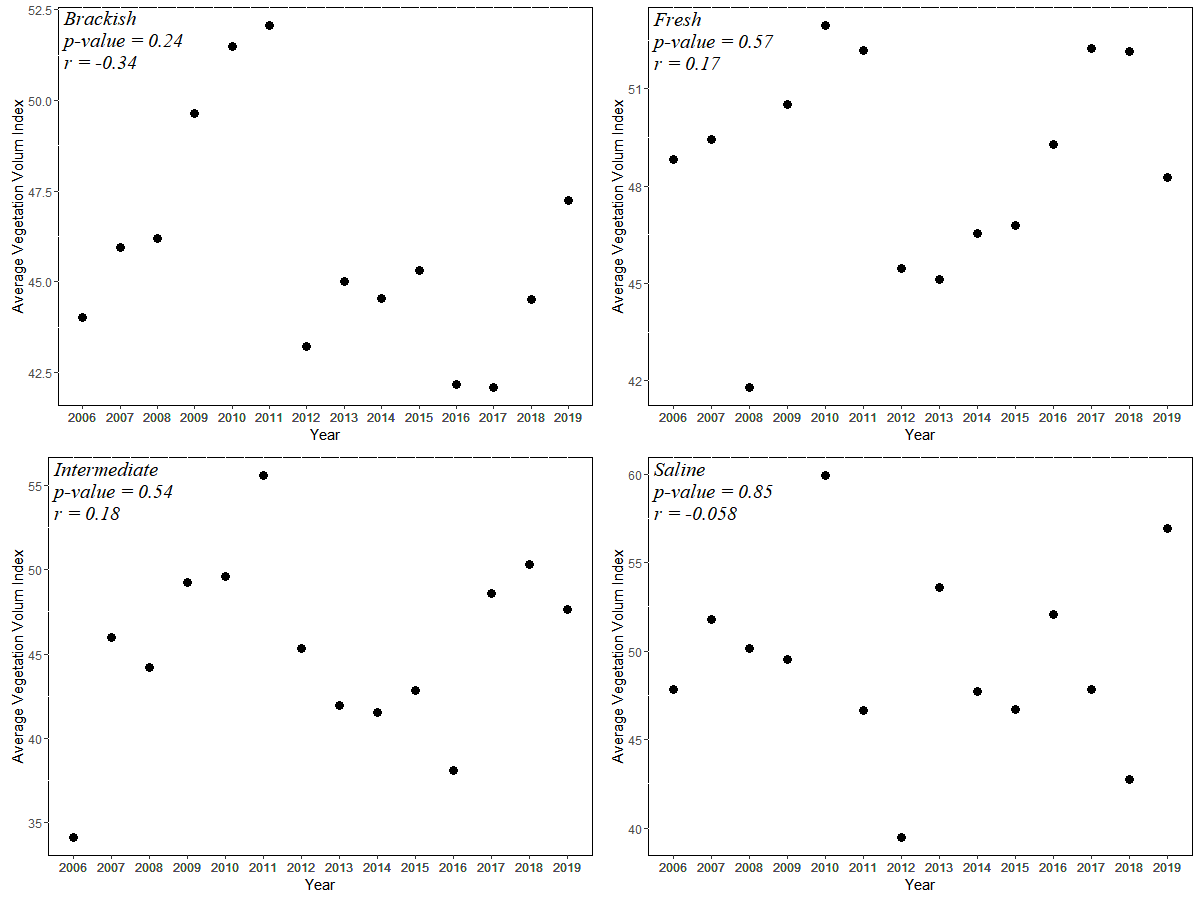 Brackish
p-value = 0.24
r = -0.34
Average Vegetation Volum Index
52.5
50.0
47.5
45.0
42.5
2006 2007 2008 2009 2010 2011 2012 2013 2014 2015 2016 2017 2018 2019
Year
Fresh
p-value = 0.57
r = 0.17
Average Vegetation Volum Index
51
48
45
42
2006 2007 2008 2009 2010 2011 2012 2013 2014 2015 2016 2017 2018 2019
Year
Intermediate
p-value = 0.54
r = 0.18
Average Vegetation Volum Index
55
50
45
40
35
2006 2007 2008 2009 2010 2011 2012 2013 2014 2015 2016 2017 2018 2019
Year
Saline
p-value = 0.85
r = -0.058
Average Vegetation Volum Index
60
55
50
45
40
2006 2007 2008 2009 2010 2011 2012 2013 2014 2015 2016 2017 2018 2019
Year